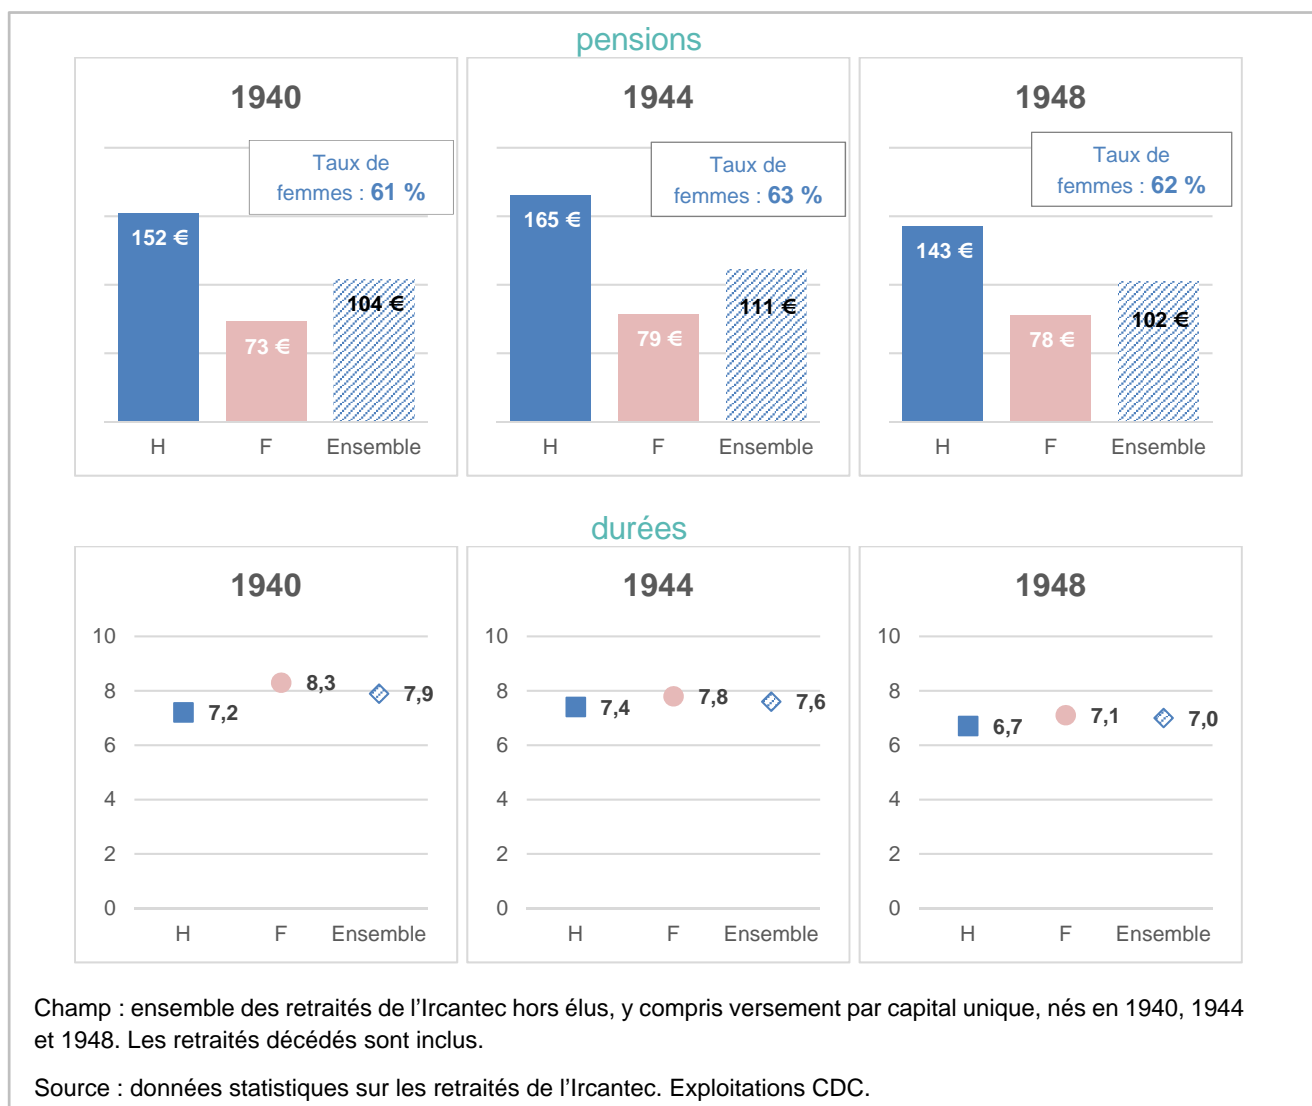 pensions
1940
1944
1948
Taux de
femmes : 61 %
Taux de
femmes : 63 %
Taux de
femmes : 62 %
152 €
73 €
104 €
165 €
79 €
111 €
143 €
78 €
102 €
H F Ensemble
H F Ensemble
H F Ensemble
durées
1940
1944
1948
10
8
6
4
2
0
7,2
8,3
7,9
H F Ensemble
10
8
6
4
2
0
7,4
7,8
7,6
H F Ensemble
10
8
6
4
2
0
6,7
7,1
7,0
H F Ensemble
Champ : ensemble des retraités de l’Ircantec hors élus, y compris versement par capital unique, nés en 1940, 1944
et 1948. Les retraités décédés sont inclus.
Source : données statistiques sur les retraités de l’Ircantec. Exploitations CDC.